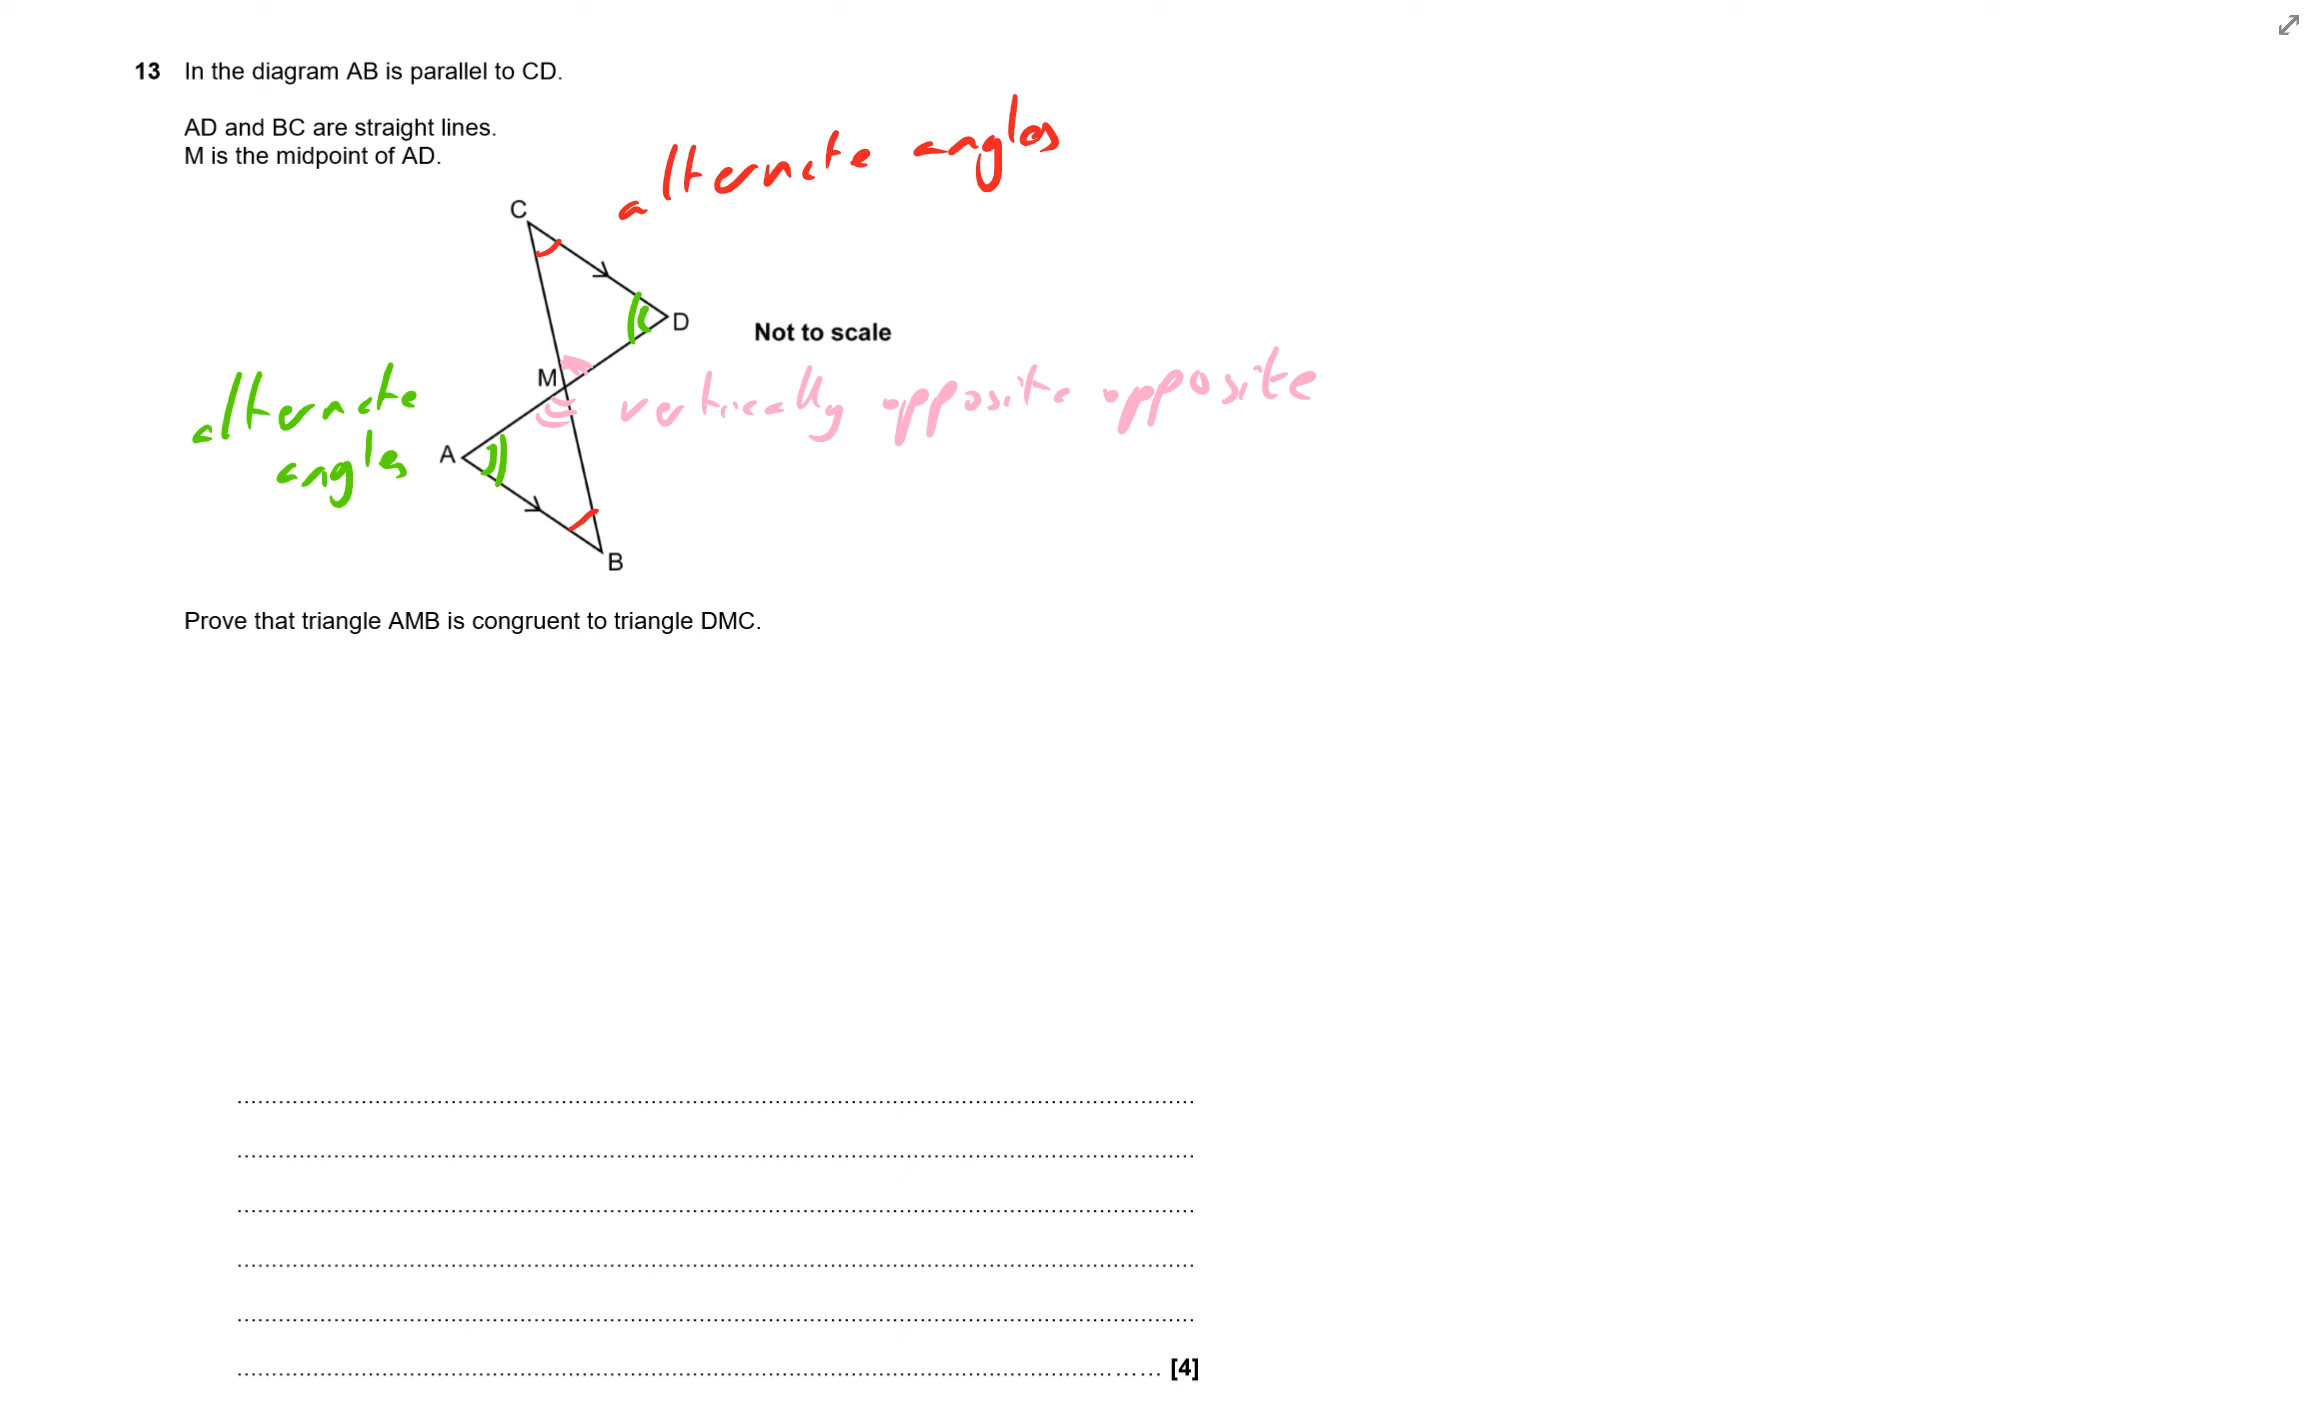 13 In the diagram AB is parallel to CD.
AD and BC are straight lines.
M is the midpoint of AD.
alternate angles
C
D
Not to scale
M
vertically opposite opposite
alternate
angles
A
B
Prove that triangle AMB is congruent to triangle DMC.
[4]